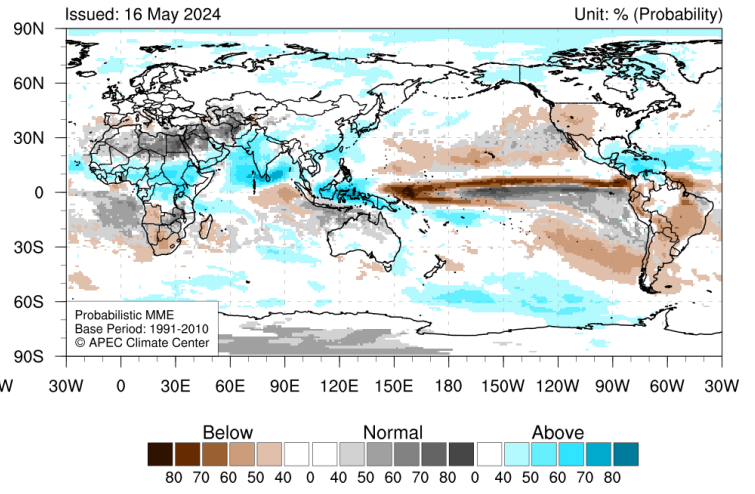 Issued: 16 May 2024
Unit: % (Probability)
90N
60N
30N
0
30S
60S
90S
Probabilistic MME
Base Period: 1991-2010
© APEC Climate Center
W 30W 0 30E 60E 90E 120E 150E 180 150W 120W 90W 60W 30W
Below Normal Above
80 70 60 50 40 0 40 50 60 70 80 0 40 50 60 70 80